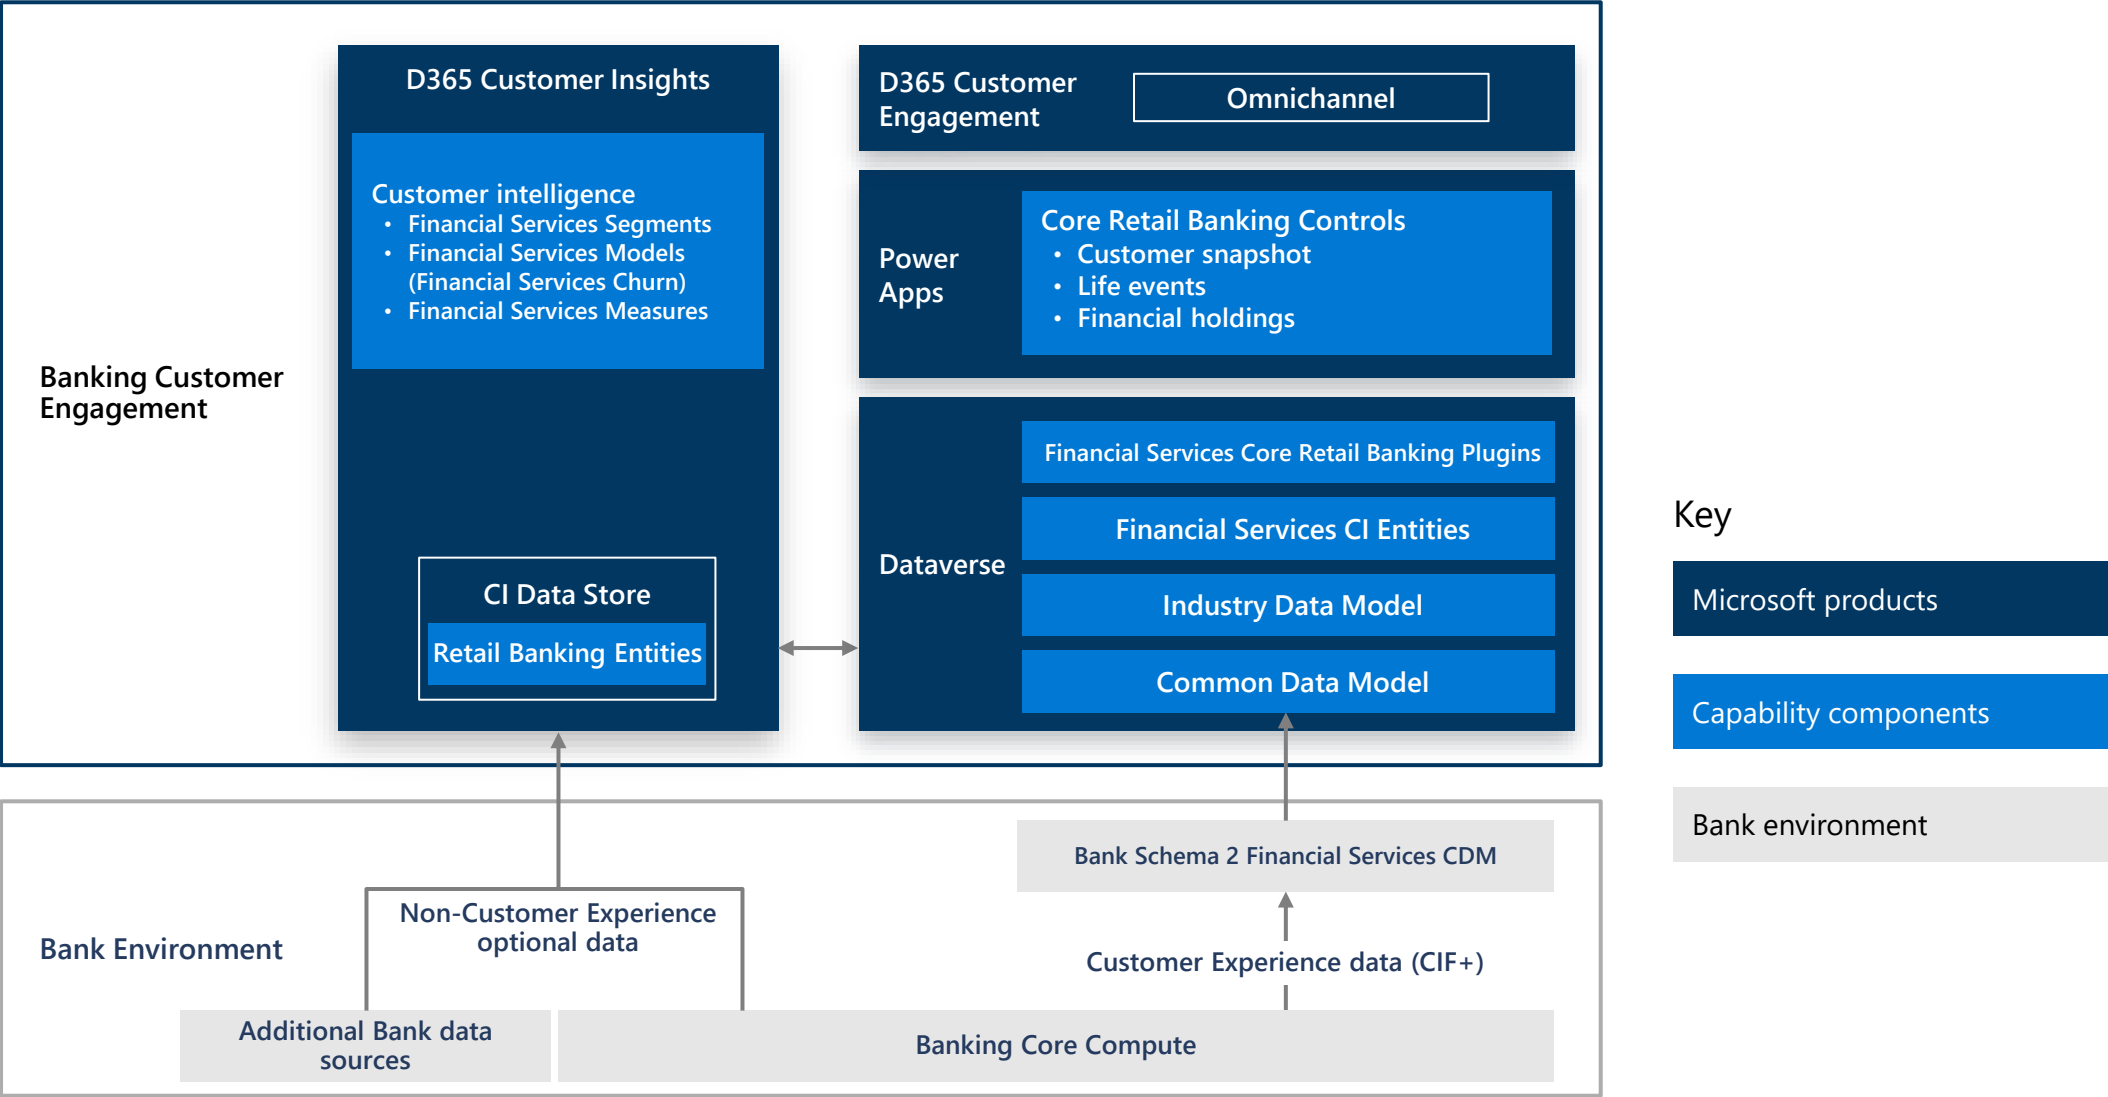 D365 Customer Insights
Customer intelligence
• Financial Services Segments
• Financial Services Models
(Financial Services Churn)
• Financial Services Measures
Banking Customer
Engagement
CI Data Store
Retail Banking Entities
D365 Customer
Engagement
Omnichannel
Power
Apps
Core Retail Banking Controls
• Customer snapshot
• Life events
• Financial holdings
Dataverse
Financial Services Core Retail Banking Plugins
Financial Services CI Entities
Industry Data Model
Common Data Model
Bank Environment
Non-Customer Experience
optional data
Additional Bank data
sources
Bank Schema 2 Financial Services CDM
Customer Experience data (CIF+)
Banking Core Compute
Key
Microsoft products
Capability components
Bank environment